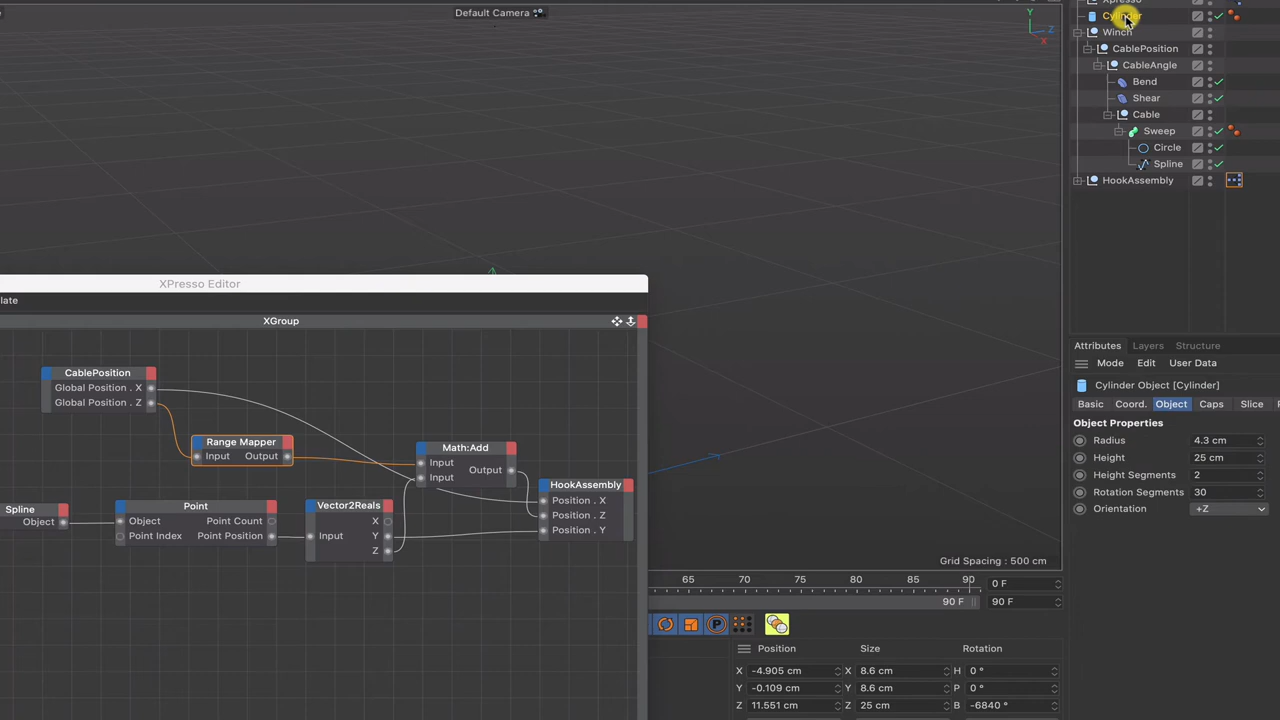 Default Camera
Y
Z
X
Xpresso
Cylinder
Winch
CablePosition
CableAngle
Bend
Shear
Cable
Sweep
Circle
Spline
HookAssembly
XPresso Editor
XGroup
CablePosition
Global Position . X
Global Position . Z
Range Mapper
Input Output
Math:Add
Input
Input
Output
HookAssembly
Position . X
Position . Z
Position . Y
Spline
Object
Point
Object Point Count
Point Index Point Position
Vector2Reals
X
Input Y
Z
Grid Spacing : 500 cm
65 70 75 80 85 90
0 F
90 F 90 F
Position Size Rotation
X -4.905 cm X 8.6 cm H 0 °
Y -0.109 cm Y 8.6 cm P 0 °
Z 11.551 cm Z 25 cm B -6840 °
Attributes Layers Structure
Mode Edit User Data
Cylinder Object [Cylinder]
Basic Coord. Object Caps Slice
Object Properties
Radius 4.3 cm
Height 25 cm
Height Segments 2
Rotation Segments 30
Orientation +Z